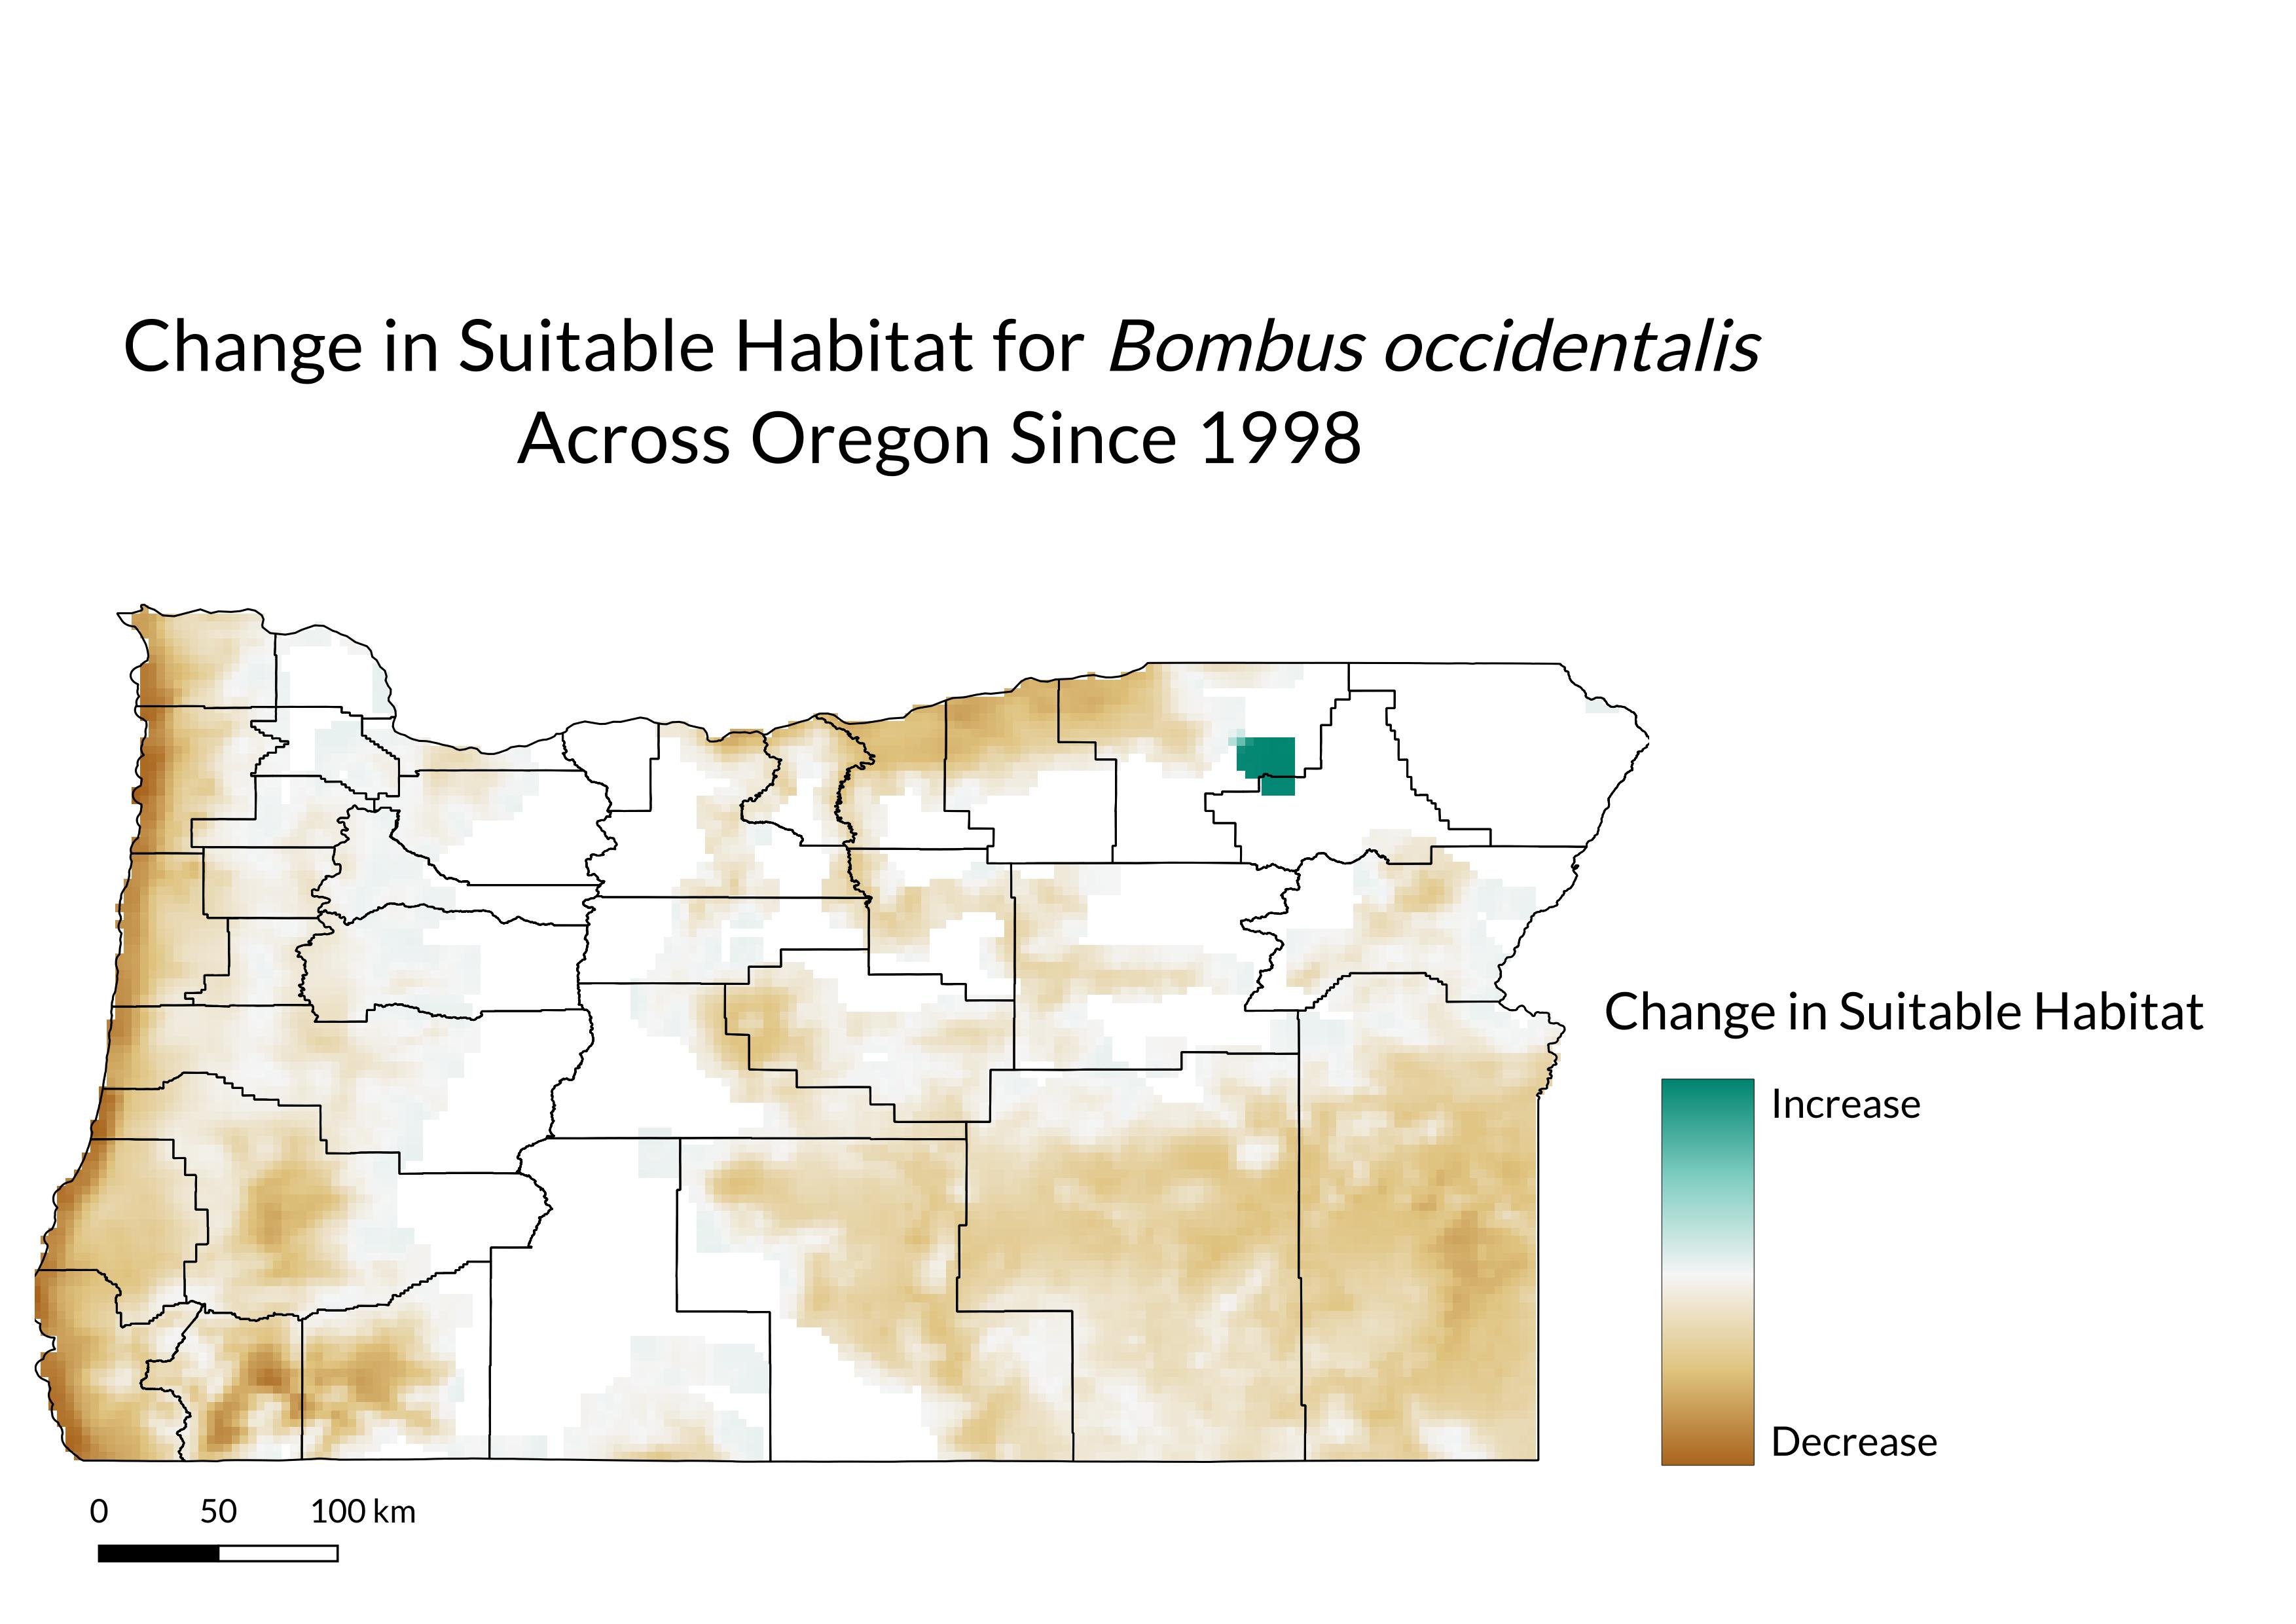 Change in Suitable Habitat for Bombus occidentalis
Across Oregon Since 1998
Change in Suitable Habitat
Increase
Decrease
0 50 100 km